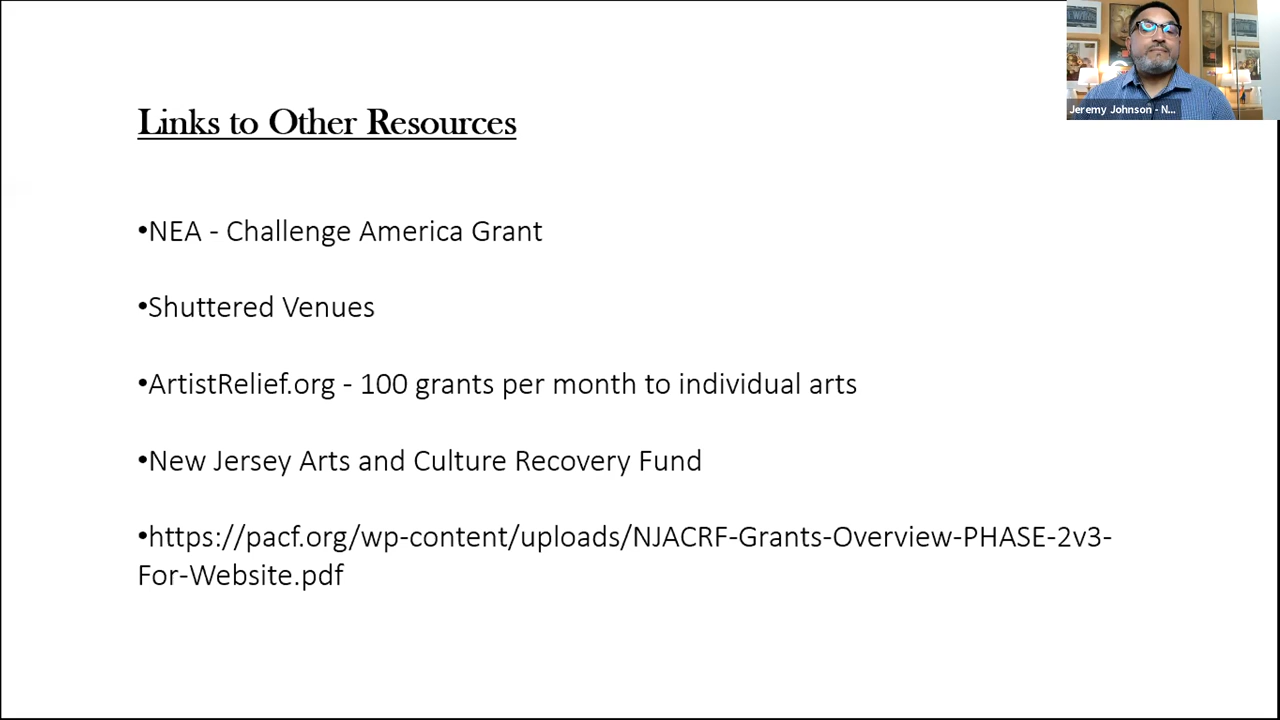 Jeremy Johnson - N...
Links to Other Resources
•NEA - Challenge America Grant
•Shuttered Venues
•ArtistRelief.org - 100 grants per month to individual arts
•New Jersey Arts and Culture Recovery Fund
•https://pacf.org/wp-content/uploads/NJACRF-Grants-Overview-PHASE-2v3-
For-Website.pdf